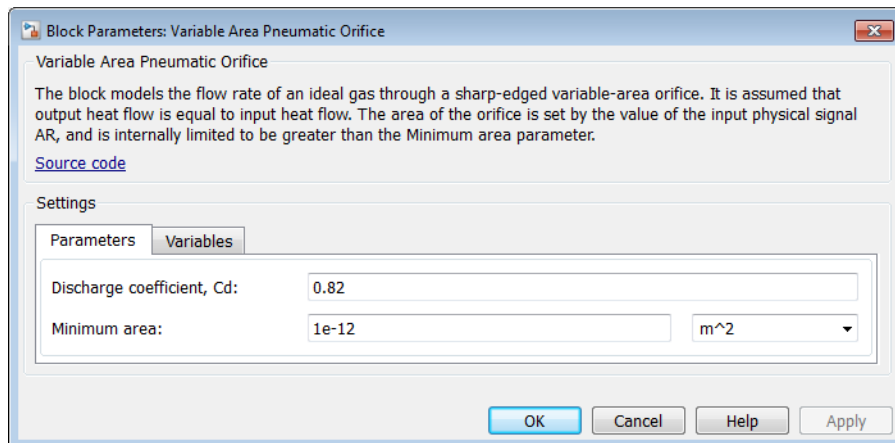 Block Parameters: Variable Area Pneumatic Orifice
Variable Area Pneumatic Orifice
The block models the flow rate of an ideal gas through a sharp-edged variable-area orifice. It is assumed that
output heat flow is equal to input heat flow. The area of the orifice is set by the value of the input physical signal
AR, and is internally limited to be greater than the Minimum area parameter.
Source code
Settings
Parameters Variables
Discharge coefficient, Cd: 0.82
Minimum area: 1e-12 m^2
OK Cancel Help Apply